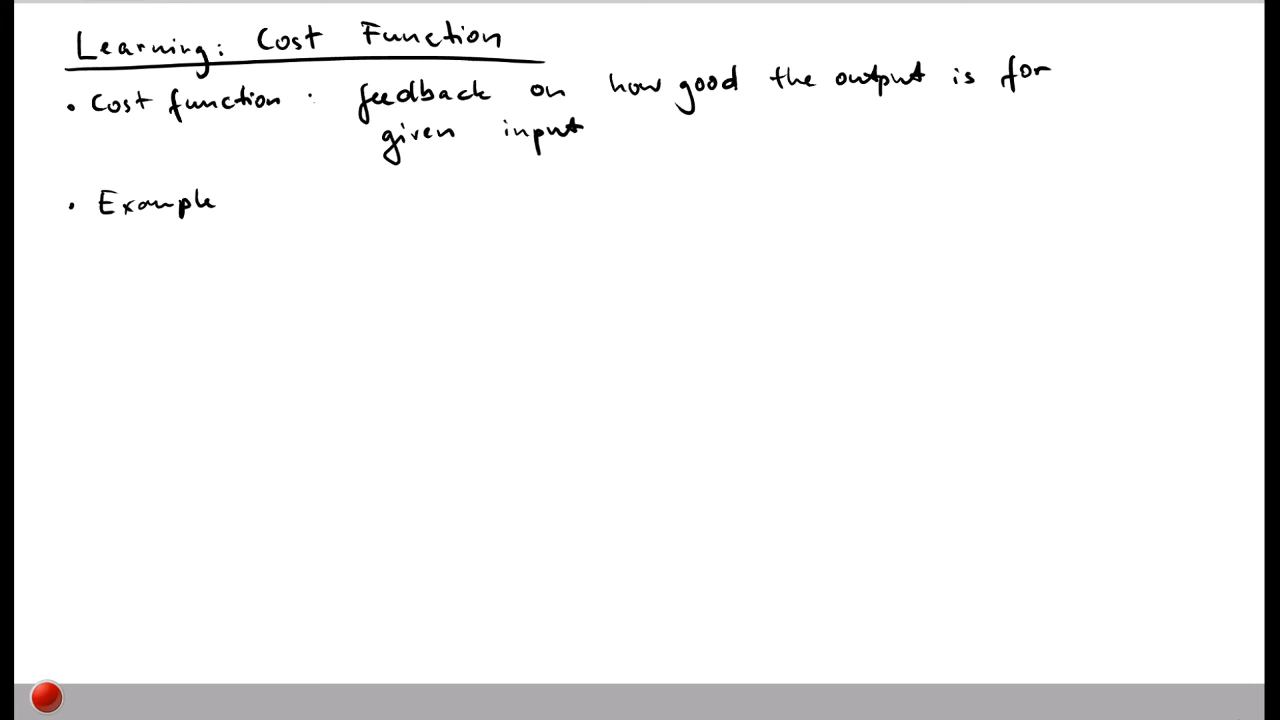 Learning: Cost Function
• Cost function: feedback on how good the output is for
given input
• Example